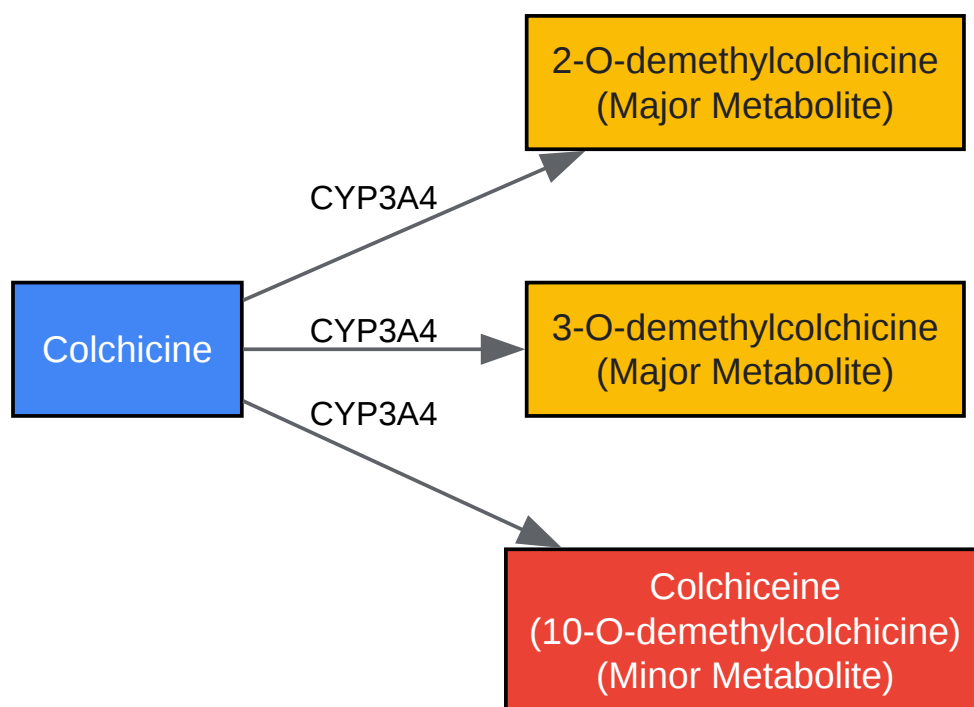 2-O-demethylcolchicine
(Major Metabolite)
CYP3A4
Colchicine
CYP3A4
3-O-demethylcolchicine
(Major Metabolite)
CYP3A4
Colchiceine
(10-O-demethylcolchicine)
(Minor Metabolite)